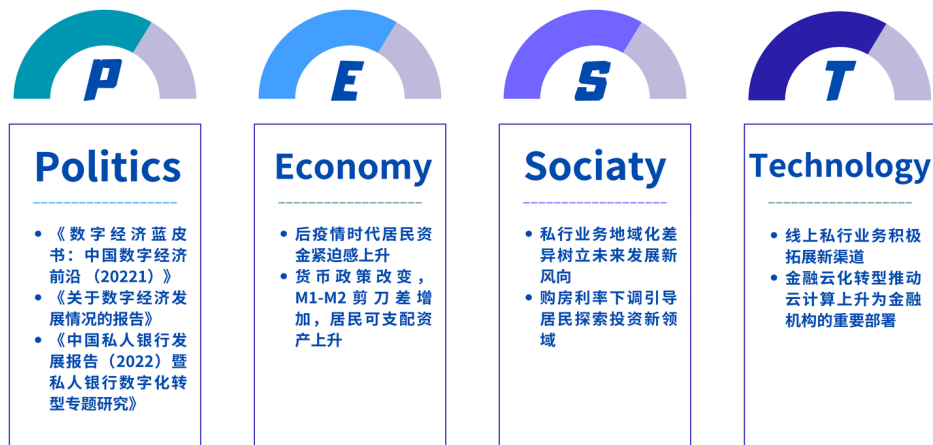 P
Politics
• 《数字经济蓝皮
书：中国数字经济
前沿（20221）》
• 《关于数字经济发
展情况的报告》
• 《中国私人银行发
展报告（2022）暨
私人银行数字化转
型专题研究》
E
Economy
• 后疫情时代居民资
金紧迫感上升
• 货币政策改变，
M1-M2剪刀差增
加，居民可支配资
产上升
S
Sociaty
• 私行业务地域化差
异树立未来发展新
风向
• 购房利率下调引导
居民探索投资新领
域
T
Technology
• 线上私行业务积极
拓展新渠道
• 金融云化转型推动
云计算上升为金融
机构的重要部署